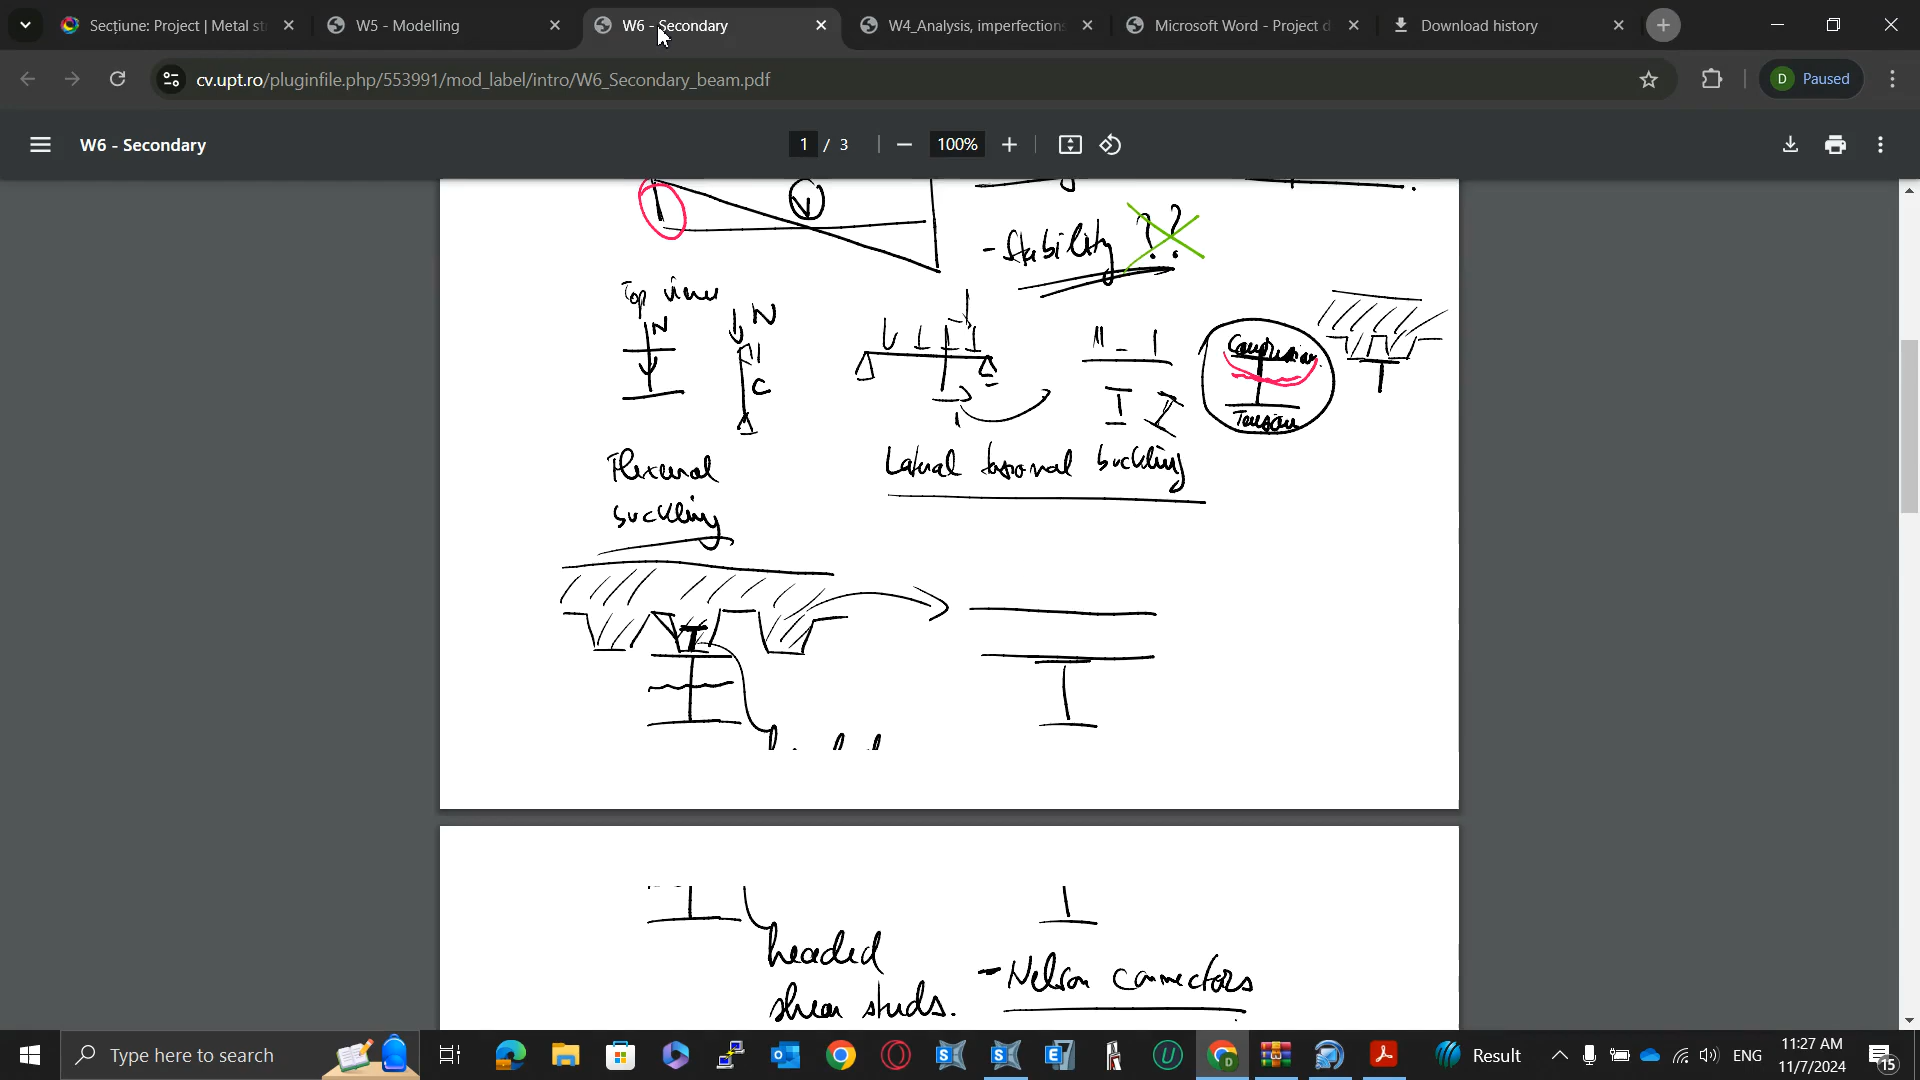 Secțiune: Project | Metal st
W5 - Modelling
W6 - Secondary
W4_Analysis, imperfections
Microsoft Word - Project d
Download history
cv.upt.ro/pluginfile.php/553991/mod_label/intro/W6_Secondary_beam.pdf
D Paused
W6 - Secondary
1 / 3
100%
V
- Stability ??
Top view
N
N
C
Compression
Tension
Flexural
buckling
Lateral torsional buckling
headed
shear studs.
- Nelson connectors
Type here to search
Result
ENG
11:27 AM
11/7/2024
15